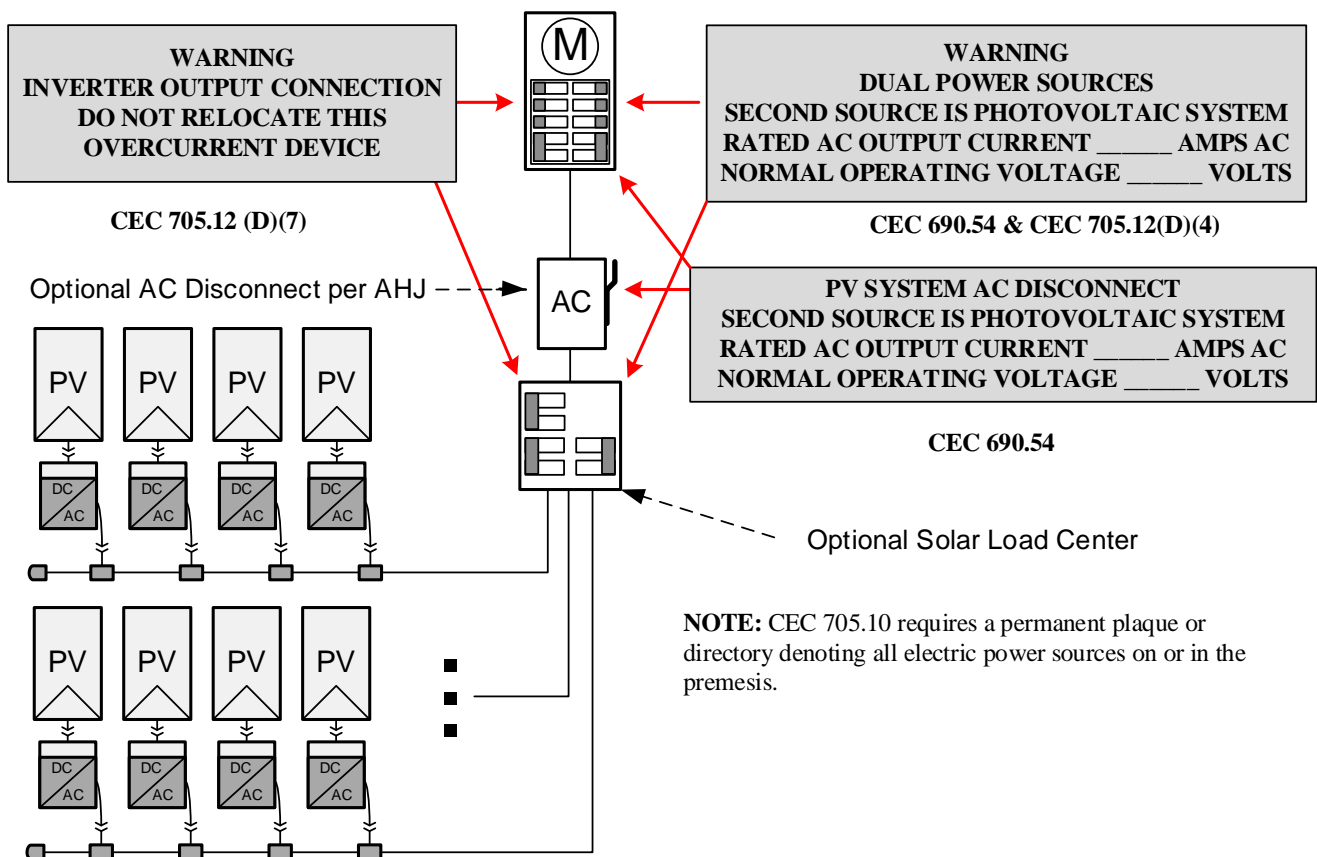 WARNING
INVERTER OUTPUT CONNECTION
DO NOT RELOCATE THIS
OVERCURRENT DEVICE
CEC 705.12 (D)(7)
M
WARNING
DUAL POWER SOURCES
SECOND SOURCE IS PHOTOVOLTAIC SYSTEM
RATED AC OUTPUT CURRENT ______ AMPS AC
NORMAL OPERATING VOLTAGE ______ VOLTS
CEC 690.54 & CEC 705.12(D)(4)
Optional AC Disconnect per AHJ
AC
PV SYSTEM AC DISCONNECT
SECOND SOURCE IS PHOTOVOLTAIC SYSTEM
RATED AC OUTPUT CURRENT ______ AMPS AC
NORMAL OPERATING VOLTAGE ______ VOLTS
CEC 690.54
PV PV PV PV
DC DC DC DC
AC AC AC AC
Optional Solar Load Center
NOTE: CEC 705.10 requires a permanent plaque or
directory denoting all electric power sources on or in the
premesis.
PV PV PV PV
DC DC DC DC
AC AC AC AC